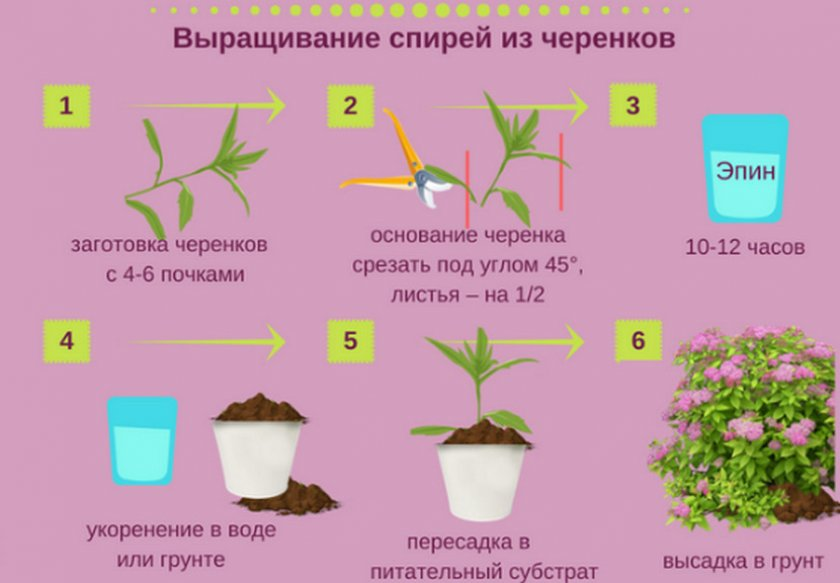 Выращивание спирей из черенков
1
заготовка черенков
с 4-6 почками
2
основание черенка
срезать под углом 45°,
листья – на 1/2
3
Эпин
10-12 часов
4
укоренение в воде
или грунте
5
пересадка в
питательный субстрат
6
высадка в грунт